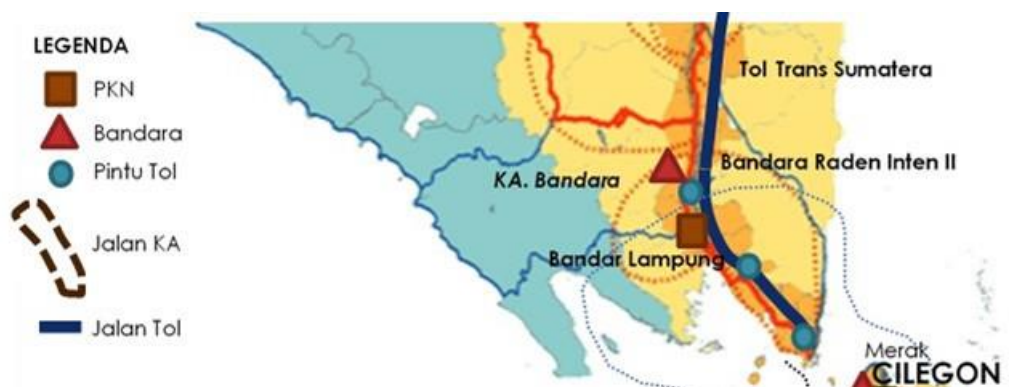 LEGENDA
PKN
Bandara
Pintu Tol
Jalan KA
Jalan Tol
Tol Trans Sumatera
Bandara Raden Inten II
KA. Bandara
Bandar Lampung
Merak
CILEGON